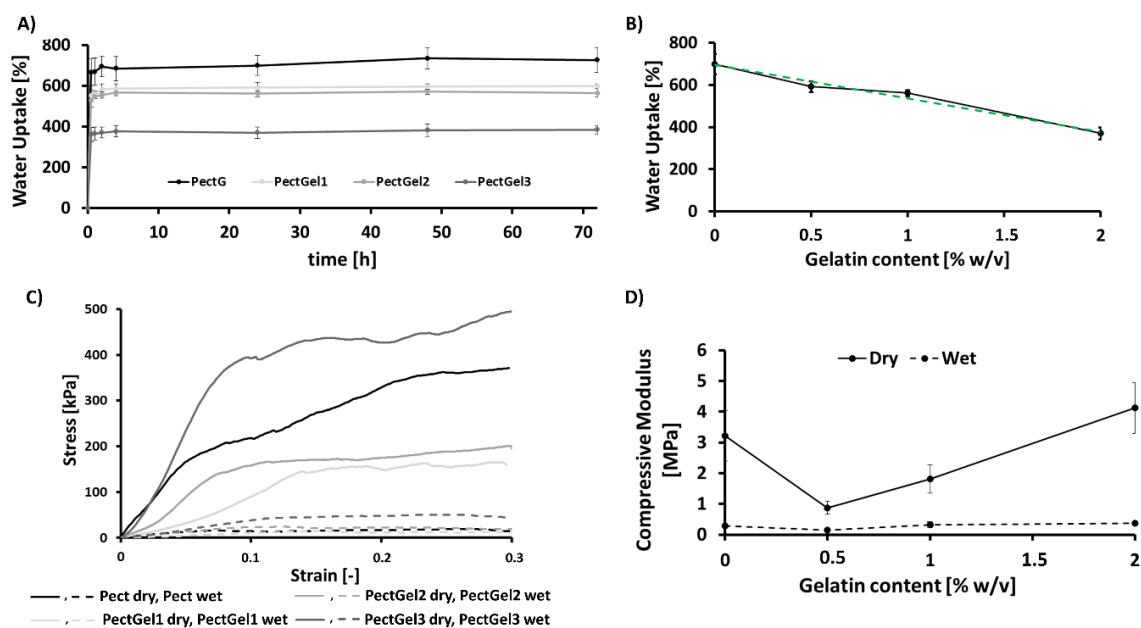 A)
Water Uptake [%]
800
600
400
200
0
PectG PectGel1 PectGel2 PectGel3
0 10 20 30 40 50 60 70
time [h]
B)
Water Uptake [%]
800
600
400
200
0
0 0.5 1 1.5 2
Gelatin content [% w/v]
C)
Stress [kPa]
500
400
300
200
100
0
0 0.1 0.2 0.3
Strain [-]
, Pect dry, Pect wet
, PectGel2 dry, PectGel2 wet
, PectGel1 dry, PectGel1 wet
, PectGel3 dry, PectGel3 wet
D)
Compressive Modulus
[MPa]
6
5
4
3
2
1
0
Dry Wet
0 0.5 1 1.5 2
Gelatin content [% w/v]